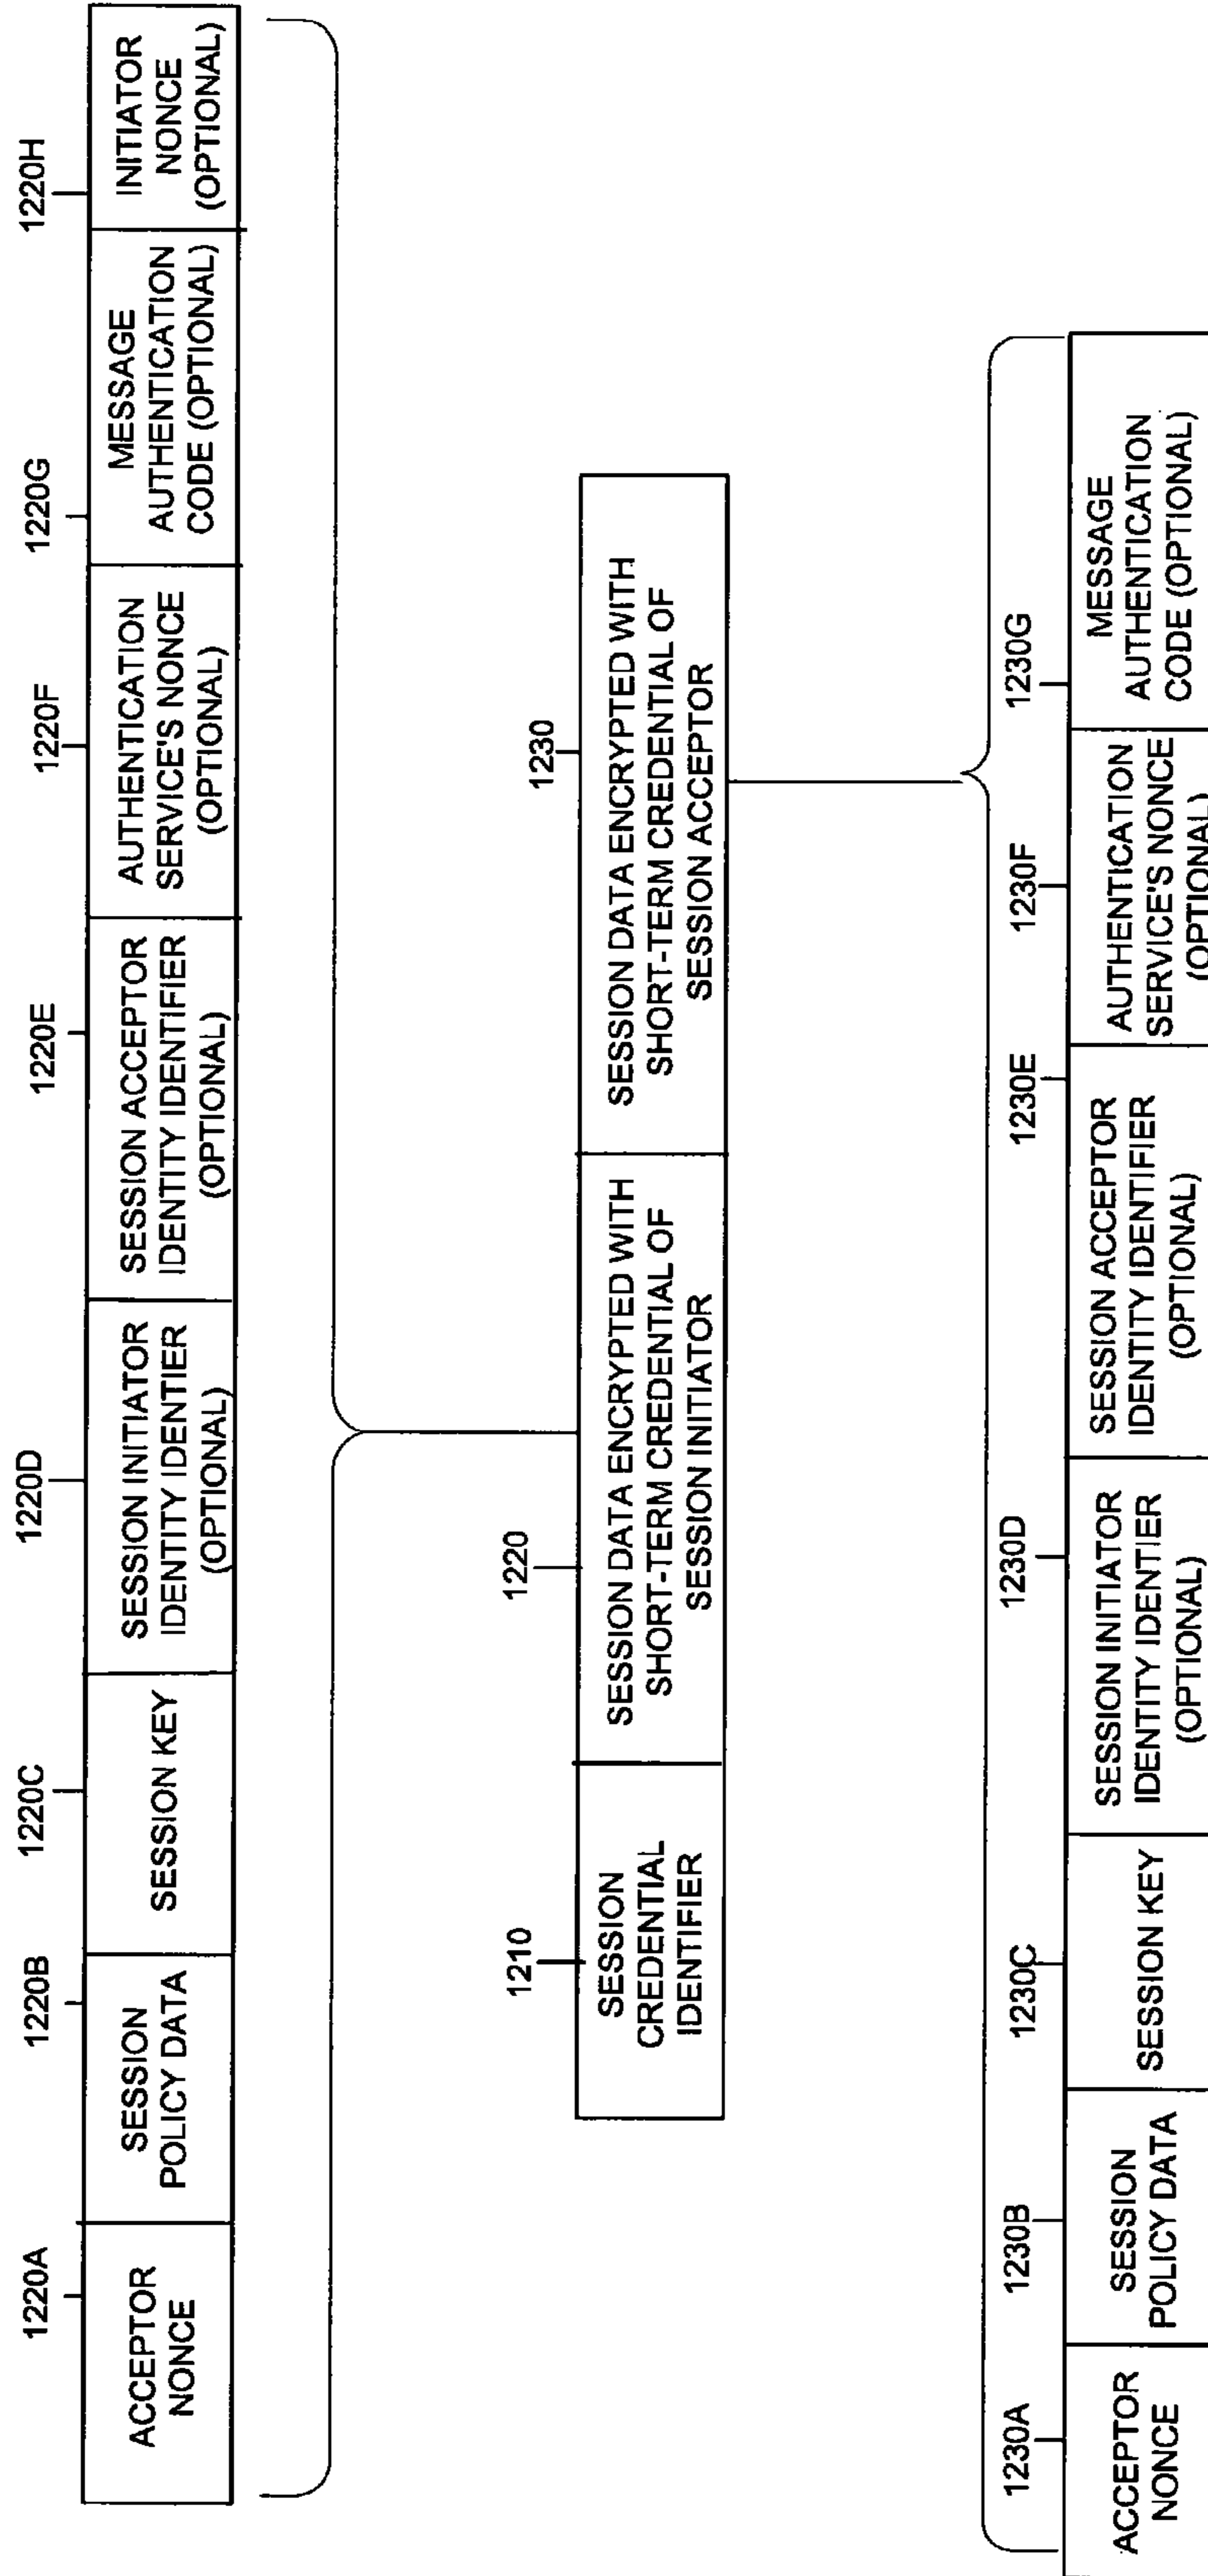 1220A
1220B
1220C
1220D
1220E
1220F
1220G
1220H
ACCEPTOR
NONCE
SESSION
POLICY DATA
SESSION KEY
SESSION INITIATOR
IDENTITY IDENTIER
(OPTIONAL)
SESSION ACCEPTOR
IDENTITY IDENTIFIER
(OPTIONAL)
AUTHENTICATION
SERVICE'S NONCE
(OPTIONAL)
MESSAGE
AUTHENTICATION
CODE (OPTIONAL)
INITIATOR
NONCE
(OPTIONAL)
1210
1220
1230
SESSION
CREDENTIAL
IDENTIFIER
SESSION DATA ENCRYPTED WITH
SHORT-TERM CREDENTIAL OF
SESSION INITIATOR
SESSION DATA ENCRYPTED WITH
SHORT-TERM CREDENTIAL OF
SESSION ACCEPTOR
1230A
1230B
1230C
1230D
1230E
1230F
1230G
ACCEPTOR
NONCE
SESSION
POLICY DATA
SESSION KEY
SESSION INITIATOR
IDENTITY IDENTIER
(OPTIONAL)
SESSION ACCEPTOR
IDENTITY IDENTIFIER
(OPTIONAL)
AUTHENTICATION
SERVICE'S NONCE
(OPTIONAL)
MESSAGE
AUTHENTICATION
CODE (OPTIONAL)